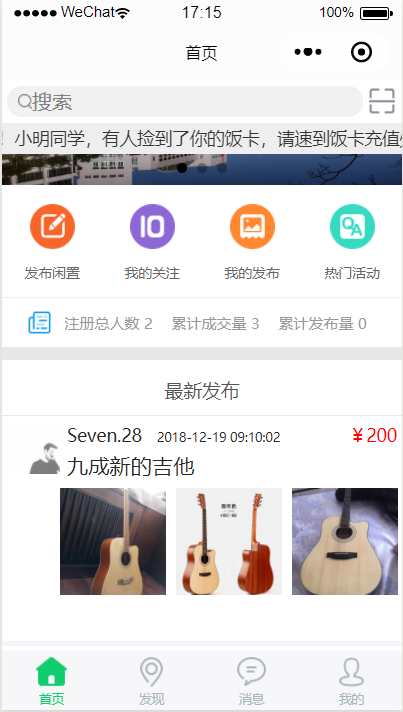 WeChat 17:15 100%
首页
搜索
！小明同学，有人捡到了你的饭卡，请速到饭卡充值
发布闲置 我的关注 我的发布 热门活动
注册总人数 2 累计成交量 3 累计发布量 0
最新发布
Seven.28 2018-12-19 09:10:02 ¥200
九成新的吉他
原木色
首页 发现 消息 我的